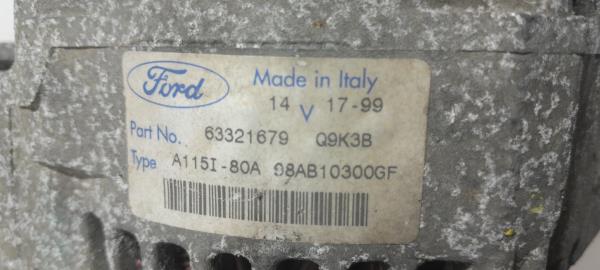 Ford
Made in Italy
14 V 17-99
Part No. 63321679 Q9K3B
Type A115I-80A 98AB10300GF